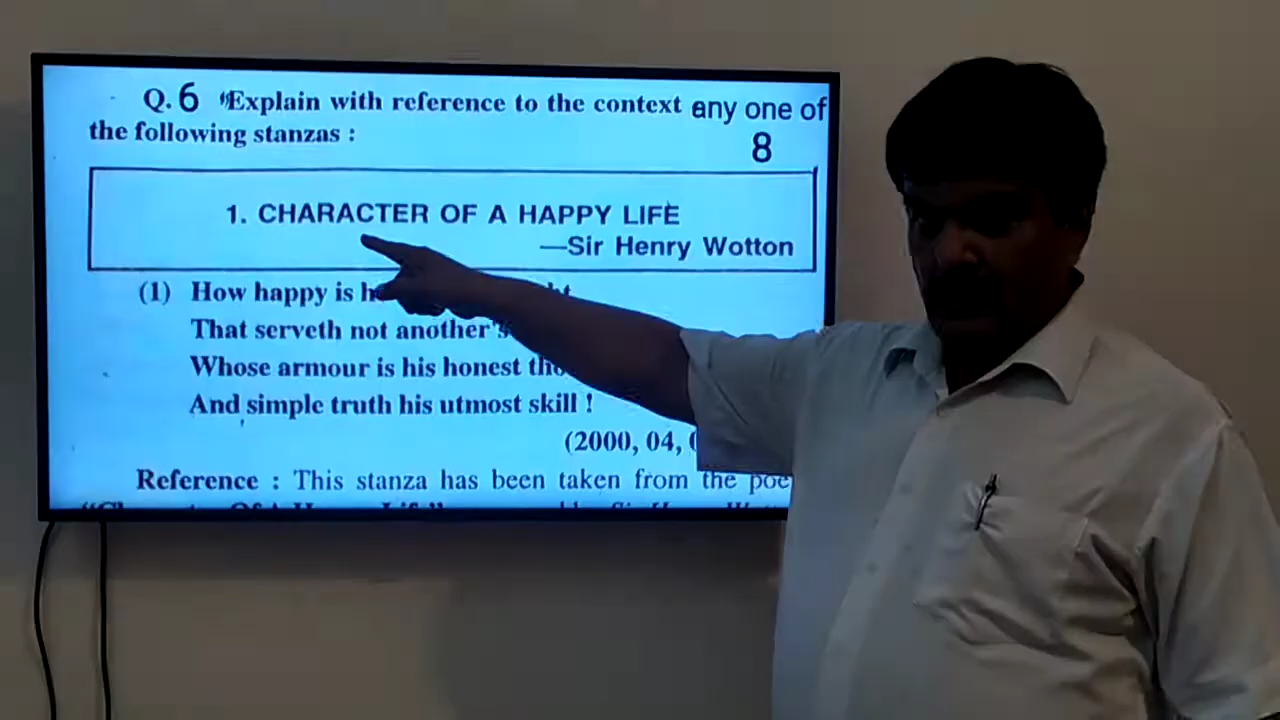 Q. 6 "Explain with reference to the context any one of
the following stanzas :
8
1. CHARACTER OF A HAPPY LIFE
—Sir Henry Wotton
(1) How happy is
That serveth not another's
Whose armour is his honest
And simple truth his utmost skill !
(2000, 04,
Reference : This stanza has been taken from the